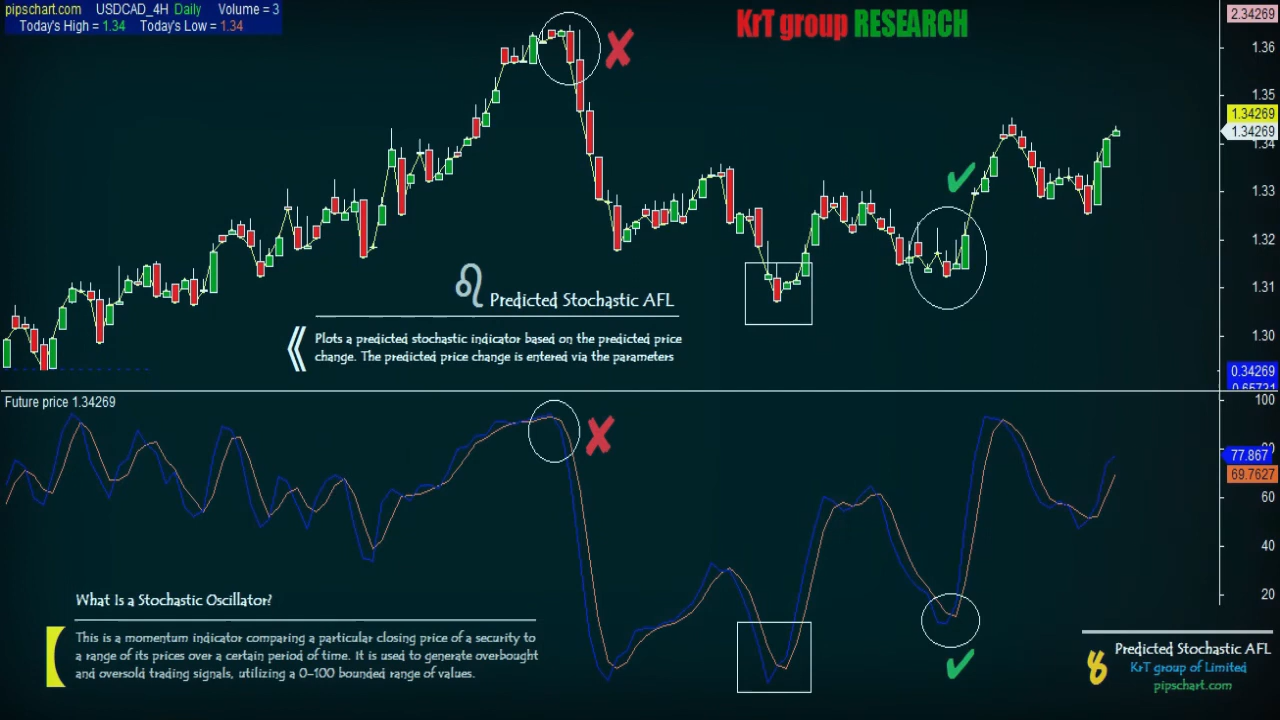 pipschart.com USDCAD_4H Daily Volume = 3
Today's High = 1.34 Today's Low = 1.34
KrT group RESEARCH
2.34269
1.36
1.35
1.34269
1.34269
1.34
1.33
1.32
1.31
1.30
0.34269
Predicted Stochastic AFL
Plots a predicted stochastic indicator based on the predicted price
change. The predicted price change is entered via the parameters
Future price 1.34269
100
77.867
69.7627
60
40
20
What Is a Stochastic Oscillator?
This is a momentum indicator comparing a particular closing price of a security to
a range of its prices over a certain period of time. It is used to generate overbought
and oversold trading signals, utilizing a 0-100 bounded range of values.
Predicted Stochastic AFL
KrT group of Limited
pipschart.com